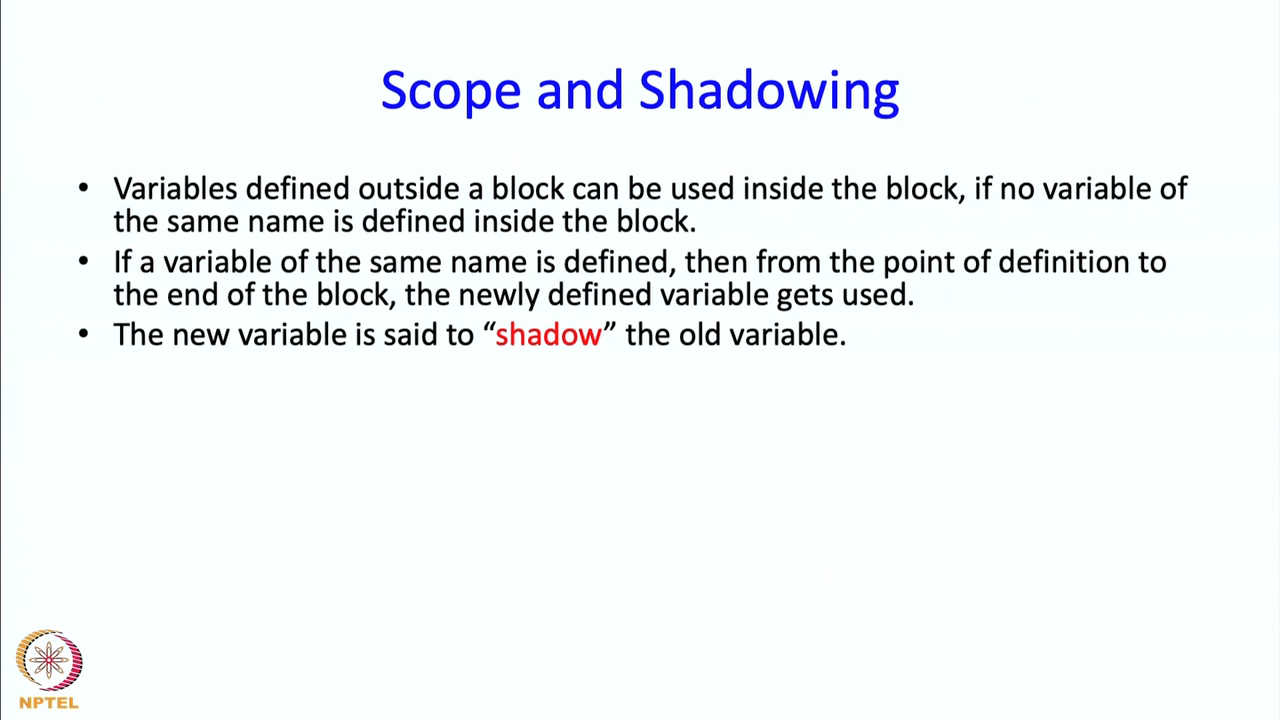 Scope and Shadowing
• Variables defined outside a block can be used inside the block, if no variable of
the same name is defined inside the block.
• If a variable of the same name is defined, then from the point of definition to
the end of the block, the newly defined variable gets used.
• The new variable is said to “shadow” the old variable.
NPTEL